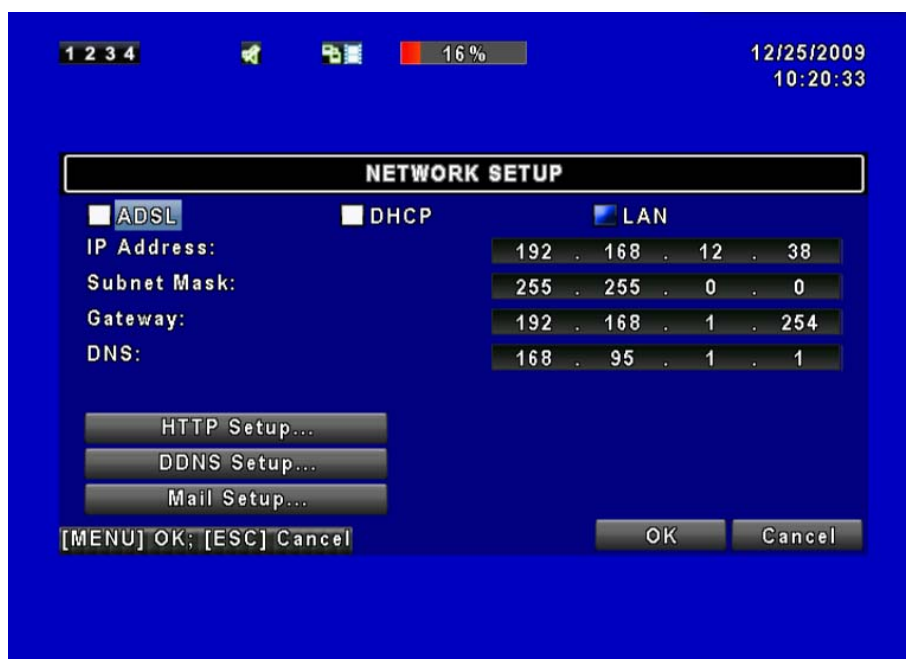 1 2 3 4 16% 12/25/2009
10:20:33
NETWORK SETUP
ADSL DHCP LAN
IP Address: 192 . 168 . 12 . 38
Subnet Mask: 255 . 255 . 0 . 0
Gateway: 192 . 168 . 1 . 254
DNS: 168 . 95 . 1 . 1
HTTP Setup...
DDNS Setup...
Mail Setup...
[MENU] OK; [ESC] Cancel OK Cancel